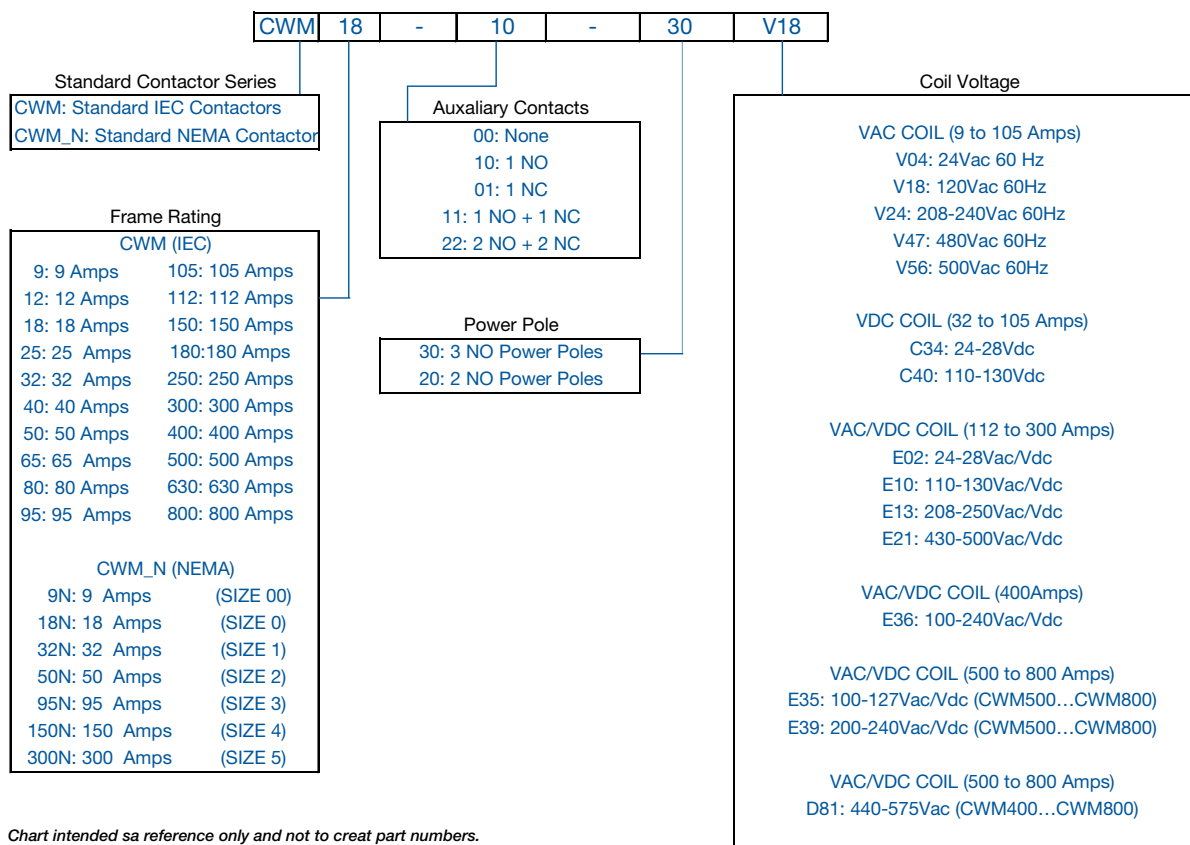 CWM 18 - 10 - 30 V18
Standard Contactor Series
CWM: Standard IEC Contactors
CWM_N: Standard NEMA Contactor
Frame Rating
CWM (IEC)
9: 9 Amps 105: 105 Amps
12: 12 Amps 112: 112 Amps
18: 18 Amps 150: 150 Amps
25: 25 Amps 180:180 Amps
32: 32 Amps 250: 250 Amps
40: 40 Amps 300: 300 Amps
50: 50 Amps 400: 400 Amps
65: 65 Amps 500: 500 Amps
80: 80 Amps 630: 630 Amps
95: 95 Amps 800: 800 Amps
CWM_N (NEMA)
9N: 9 Amps (SIZE 00)
18N: 18 Amps (SIZE 0)
32N: 32 Amps (SIZE 1)
50N: 50 Amps (SIZE 2)
95N: 95 Amps (SIZE 3)
150N: 150 Amps (SIZE 4)
300N: 300 Amps (SIZE 5)
Auxaliary Contacts
00: None
10: 1 NO
01: 1 NC
11: 1 NO + 1 NC
22: 2 NO + 2 NC
Power Pole
30: 3 NO Power Poles
20: 2 NO Power Poles
Coil Voltage
VAC COIL (9 to 105 Amps)
V04: 24Vac 60 Hz
V18: 120Vac 60Hz
V24: 208-240Vac 60Hz
V47: 480Vac 60Hz
V56: 500Vac 60Hz
VDC COIL (32 to 105 Amps)
C34: 24-28Vdc
C40: 110-130Vdc
VAC/VDC COIL (112 to 300 Amps)
E02: 24-28Vac/Vdc
E10: 110-130Vac/Vdc
E13: 208-250Vac/Vdc
E21: 430-500Vac/Vdc
VAC/VDC COIL (400Amps)
E36: 100-240Vac/Vdc
VAC/VDC COIL (500 to 800 Amps)
E35: 100-127Vac/Vdc (CWM500…CWM800)
E39: 200-240Vac/Vdc (CWM500…CWM800)
VAC/VDC COIL (500 to 800 Amps)
D81: 440-575Vac (CWM400…CWM800)
Chart intended sa reference only and not to creat part numbers.